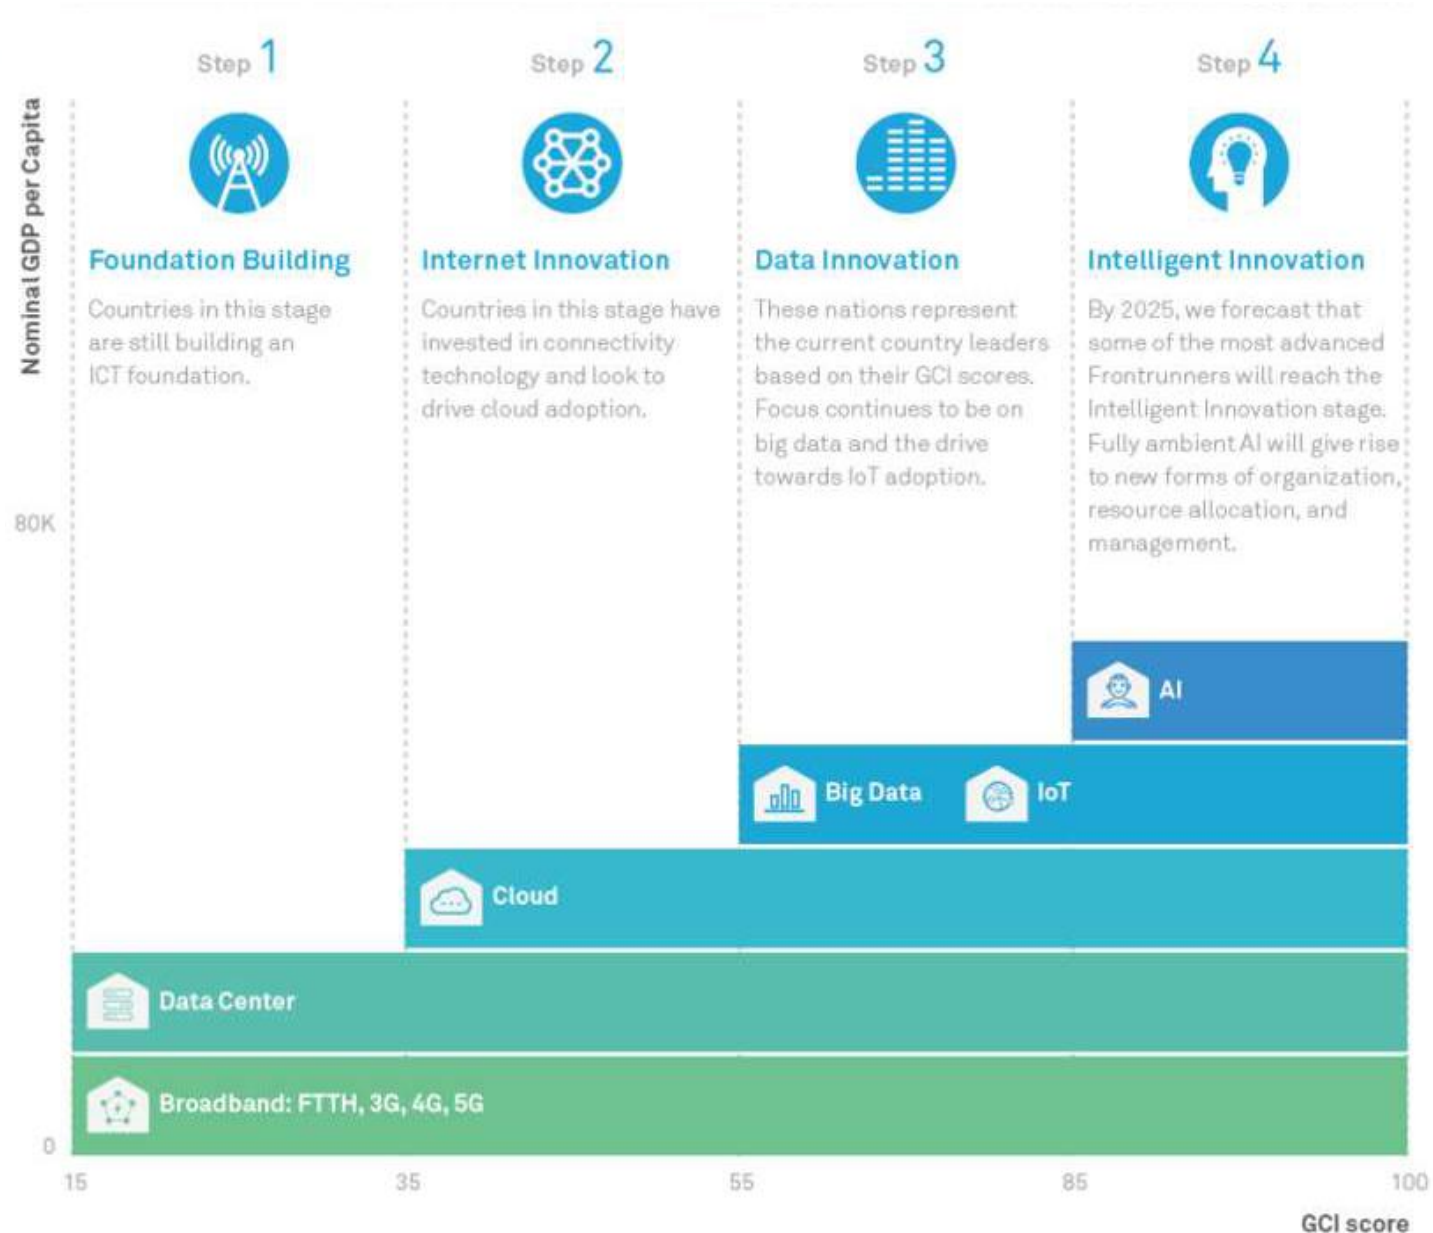 Step 1
Step 2
Step 3
Step 4
Nominal GDP per Capita
Foundation Building
Countries in this stage
are still building an
ICT foundation.
Internet Innovation
Countries in this stage have
invested in connectivity
technology and look to
drive cloud adoption.
Data Innovation
These nations represent
the current country leaders
based on their GCI scores.
Focus continues to be on
big data and the drive
towards IoT adoption.
Intelligent Innovation
By 2025, we forecast that
some of the most advanced
Frontrunners will reach the
Intelligent Innovation stage.
Fully ambient AI will give rise
to new forms of organization,
resource allocation, and
management.
80K
AI
Big Data
IoT
Cloud
Data Center
Broadband: FTTH, 3G, 4G, 5G
0
15
35
55
85
100
GCI score